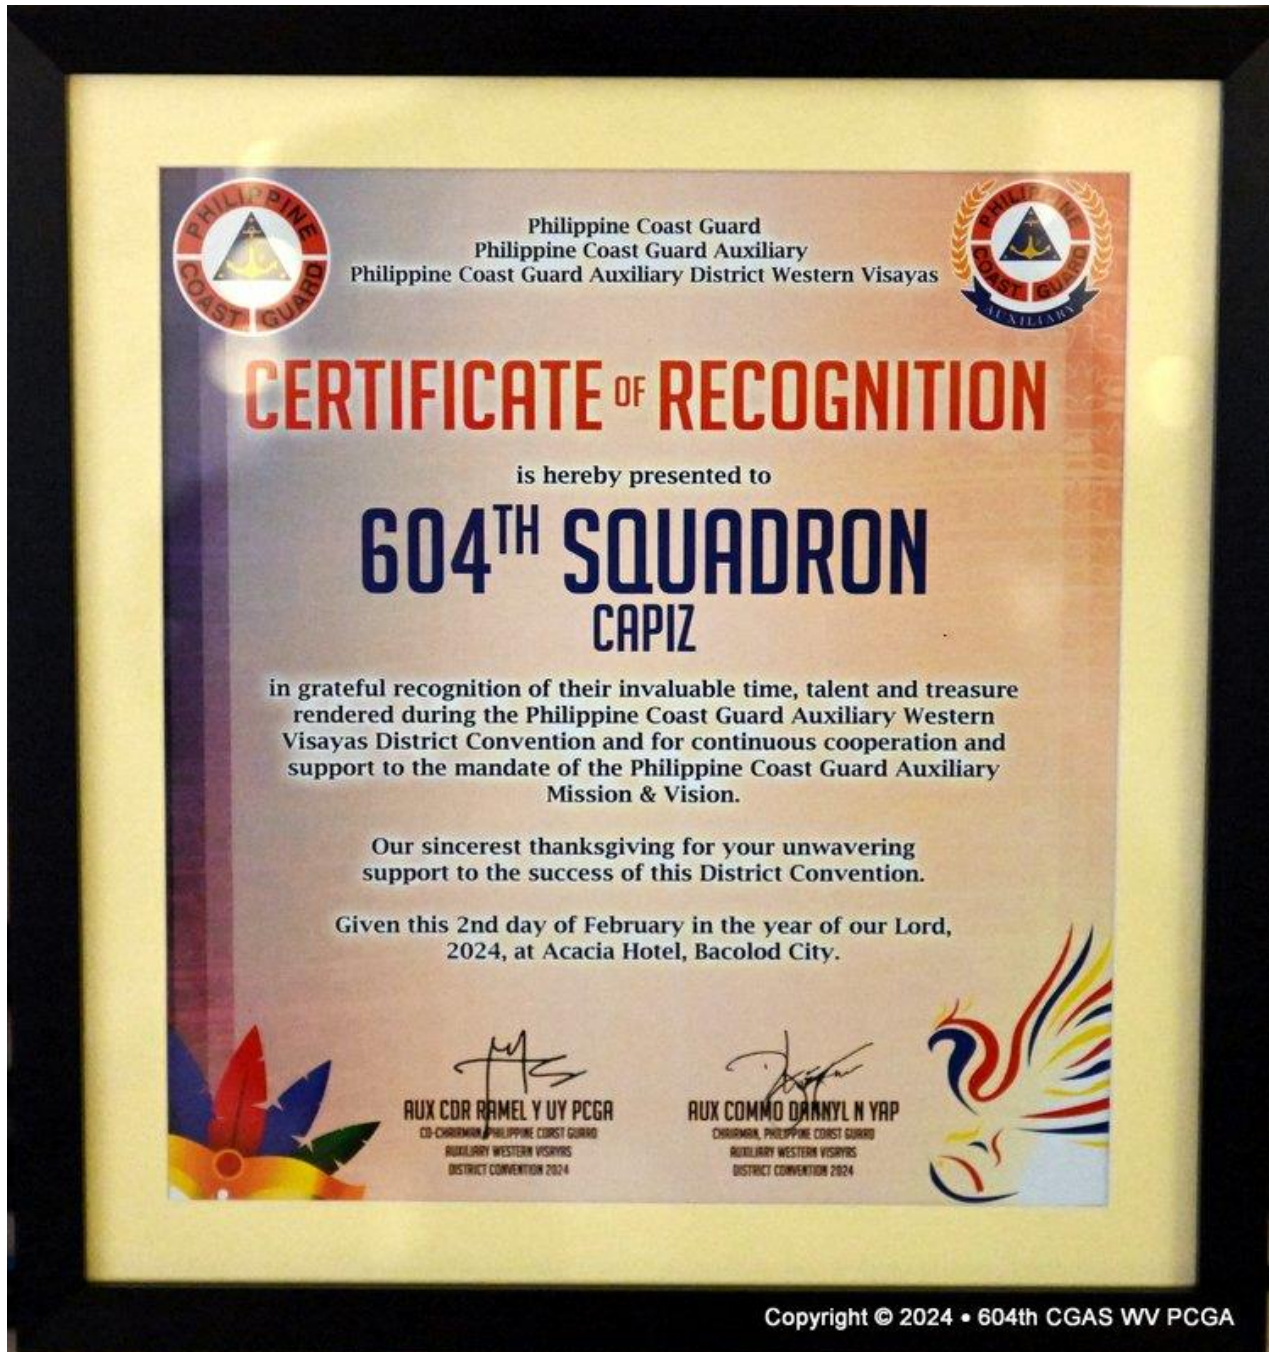 PHILIPPINE
COAST GUARD
PHILIPPINE
COAST GUARD
AUXILIARY
Philippine Coast Guard
Philippine Coast Guard Auxiliary
Philippine Coast Guard Auxiliary District Western Visayas
CERTIFICATE OF RECOGNITION
is hereby presented to
604TH SQUADRON
CAPIZ
in grateful recognition of their invaluable time, talent and treasure
rendered during the Philippine Coast Guard Auxiliary Western
Visayas District Convention and for continuous cooperation and
support to the mandate of the Philippine Coast Guard Auxiliary
Mission & Vision.
Our sincerest thanksgiving for your unwavering
support to the success of this District Convention.
Given this 2nd day of February in the year of our Lord,
2024, at Acacia Hotel, Bacolod City.
AUX CDR RAMEL Y UY PCGA
CO-CHAIRMAN, PHILIPPINE COAST GUARD
AUXILIARY WESTERN VISAYAS
DISTRICT CONVENTION 2024
AUX COMMO DANNYL N YAP
CHAIRMAN, PHILIPPINE COAST GUARD
AUXILIARY WESTERN VISAYAS
DISTRICT CONVENTION 2024
Copyright © 2024 • 604th CGAS WV PCGA